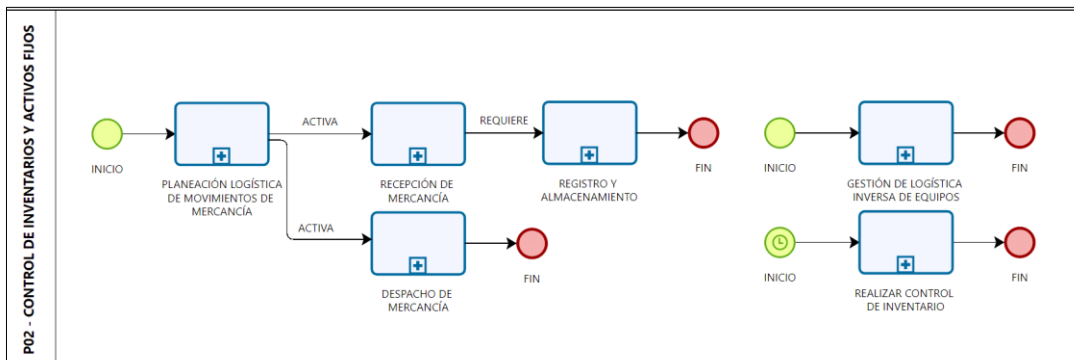 P02 - CONTROL DE INVENTARIOS Y ACTIVOS FIJOS
INICIO
PLANEACIÓN LOGÍSTICA
DE MOVIMIENTOS DE
MERCANCÍA
ACTIVA
RECEPCIÓN DE
MERCANCÍA
REQUIERE
REGISTRO Y
ALMACENAMIENTO
FIN
ACTIVA
DESPACHO DE
MERCANCÍA
FIN
INICIO
GESTIÓN DE LOGÍSTICA
INVERSA DE EQUIPOS
FIN
INICIO
REALIZAR CONTROL
DE INVENTARIO
FIN